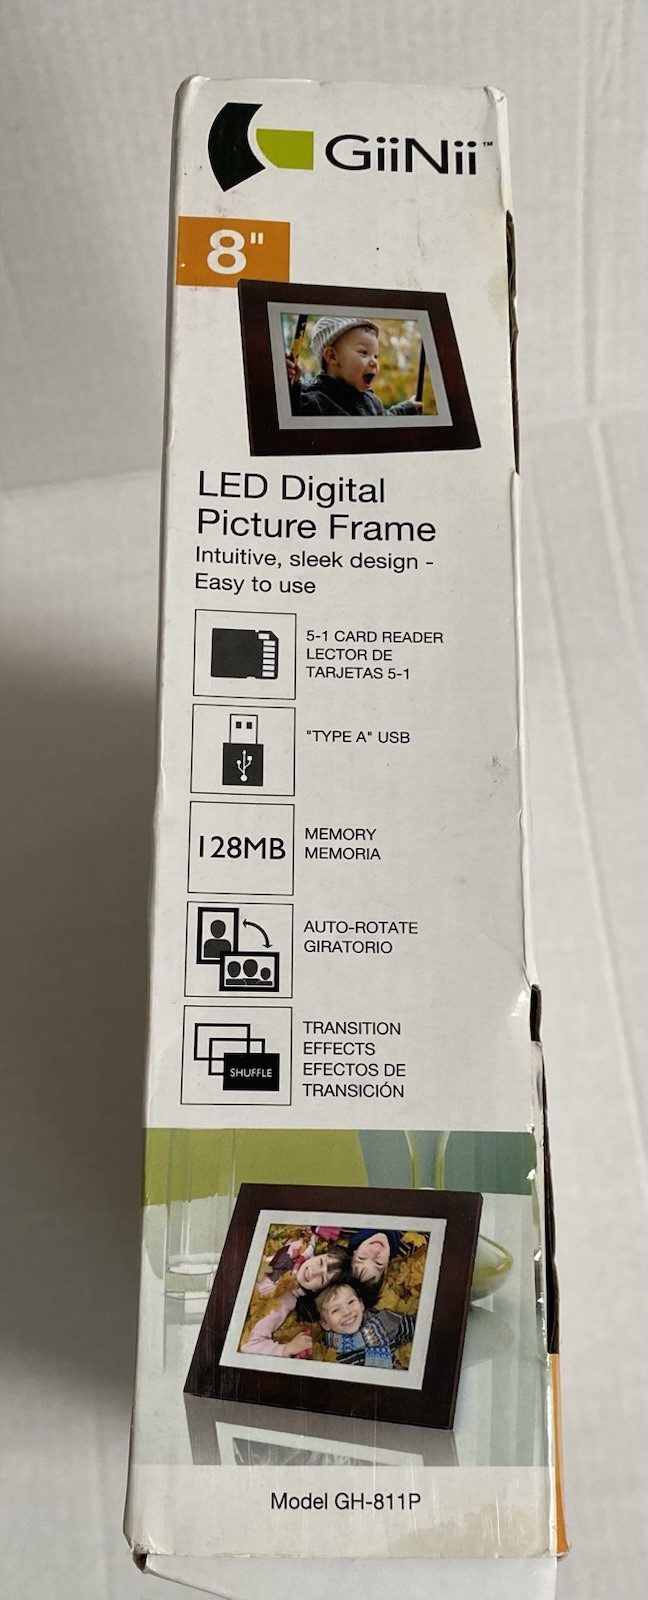 GiiNii™
8"
LED Digital
Picture Frame
Intuitive, sleek design -
Easy to use
5-1 CARD READER
LECTOR DE
TARJETAS 5-1
"TYPE A" USB
128MB
MEMORY
MEMORIA
AUTO-ROTATE
GIRATORIO
SHUFFLE
TRANSITION
EFFECTS
EFECTOS DE
TRANSICIÓN
Model GH-811P